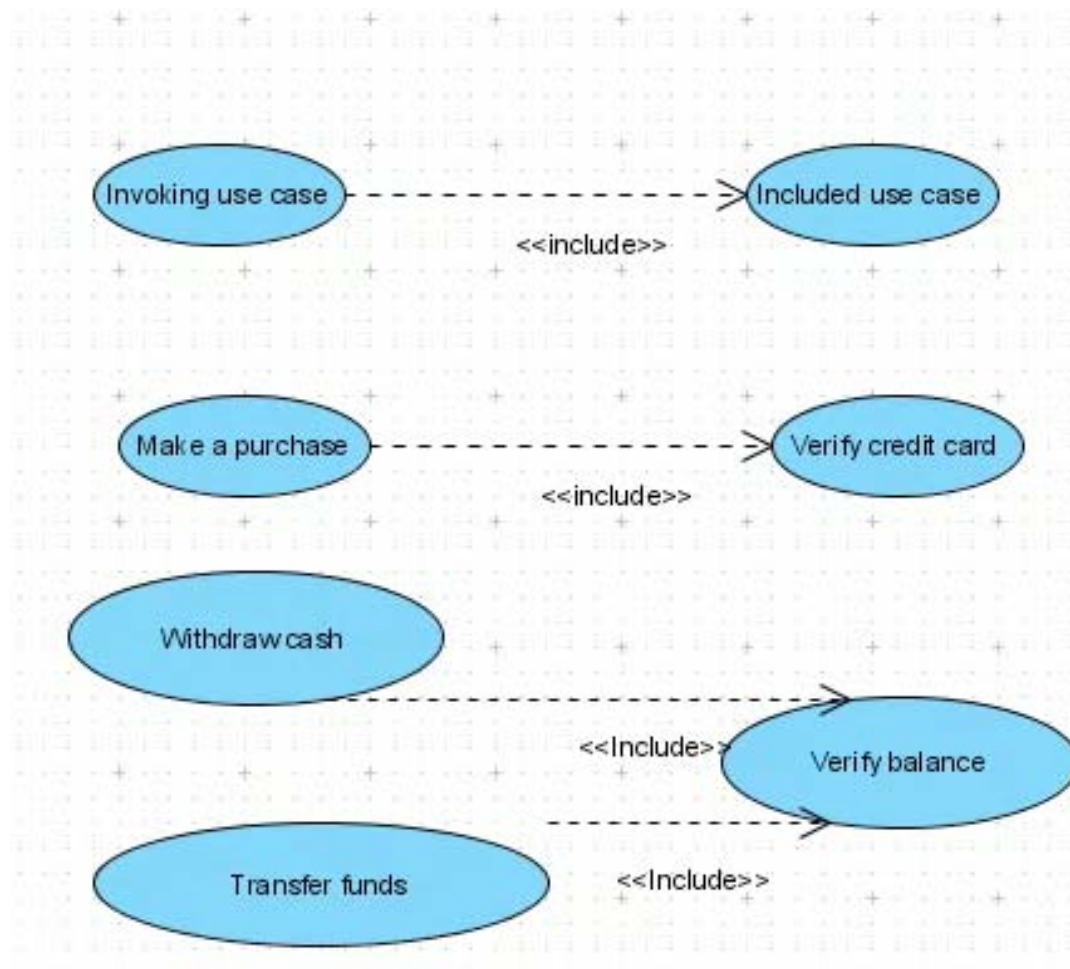 Invoking use case
Included use case
<<include>>
Make a purchase
Verify credit card
<<include>>
Withdraw cash
<<Include>>
Verify balance
Transfer funds
<<Include>>